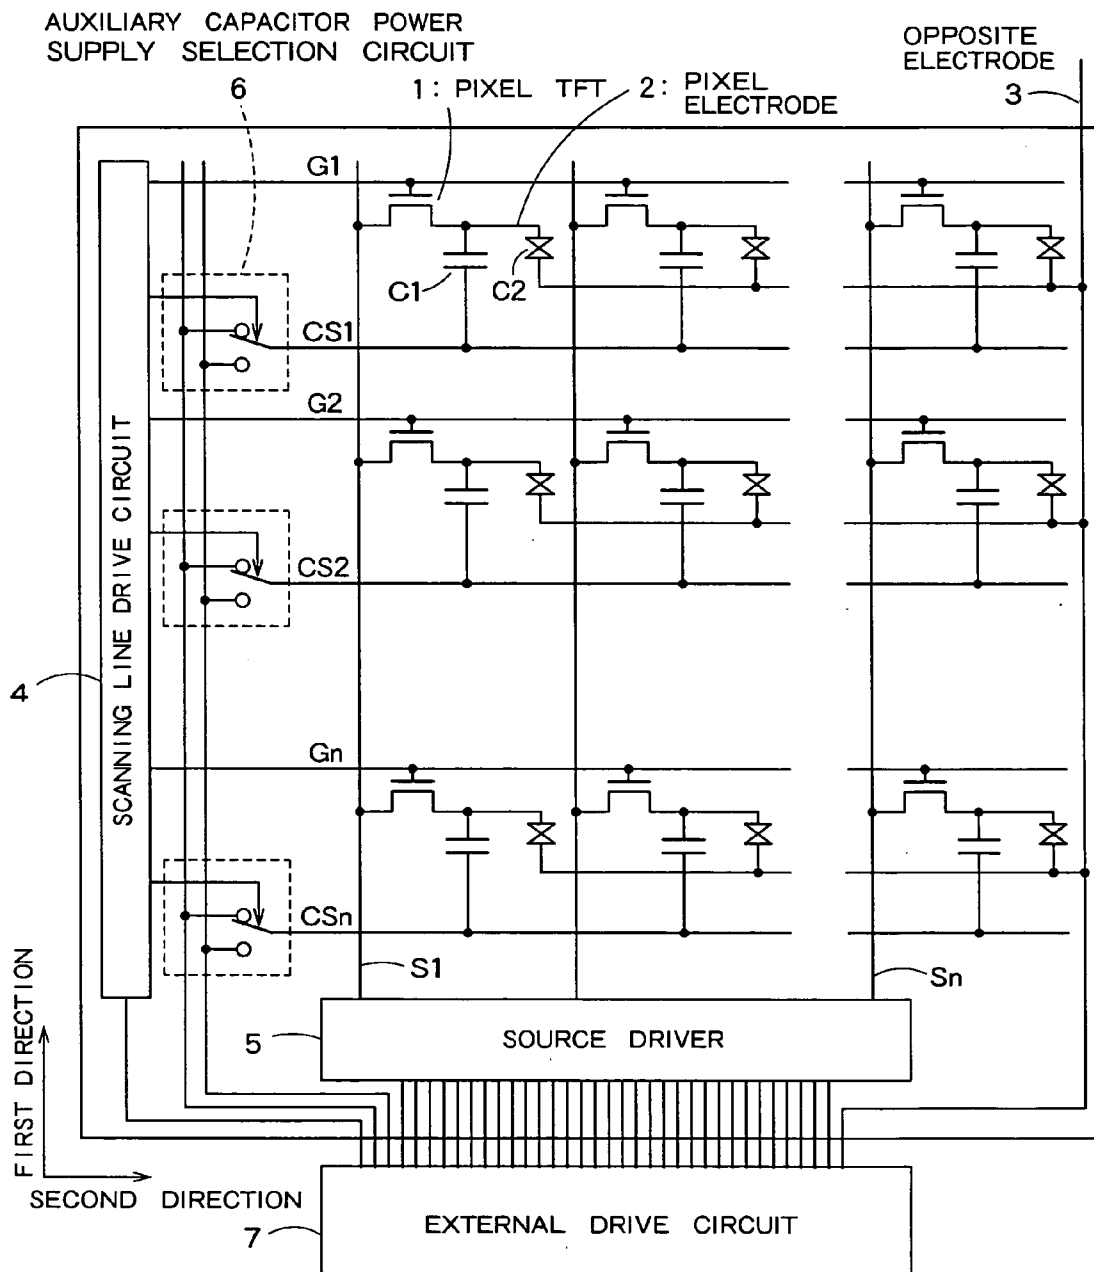 AUXILIARY CAPACITOR POWER
SUPPLY SELECTION CIRCUIT
6
1: PIXEL TFT
2: PIXEL
ELECTRODE
OPPOSITE
ELECTRODE
3
G1
C1
C2
CS1
G2
CS2
SCANNING LINE DRIVE CIRCUIT
4
Gn
CSn
S1
Sn
5
SOURCE DRIVER
FIRST DIRECTION
SECOND DIRECTION
7
EXTERNAL DRIVE CIRCUIT